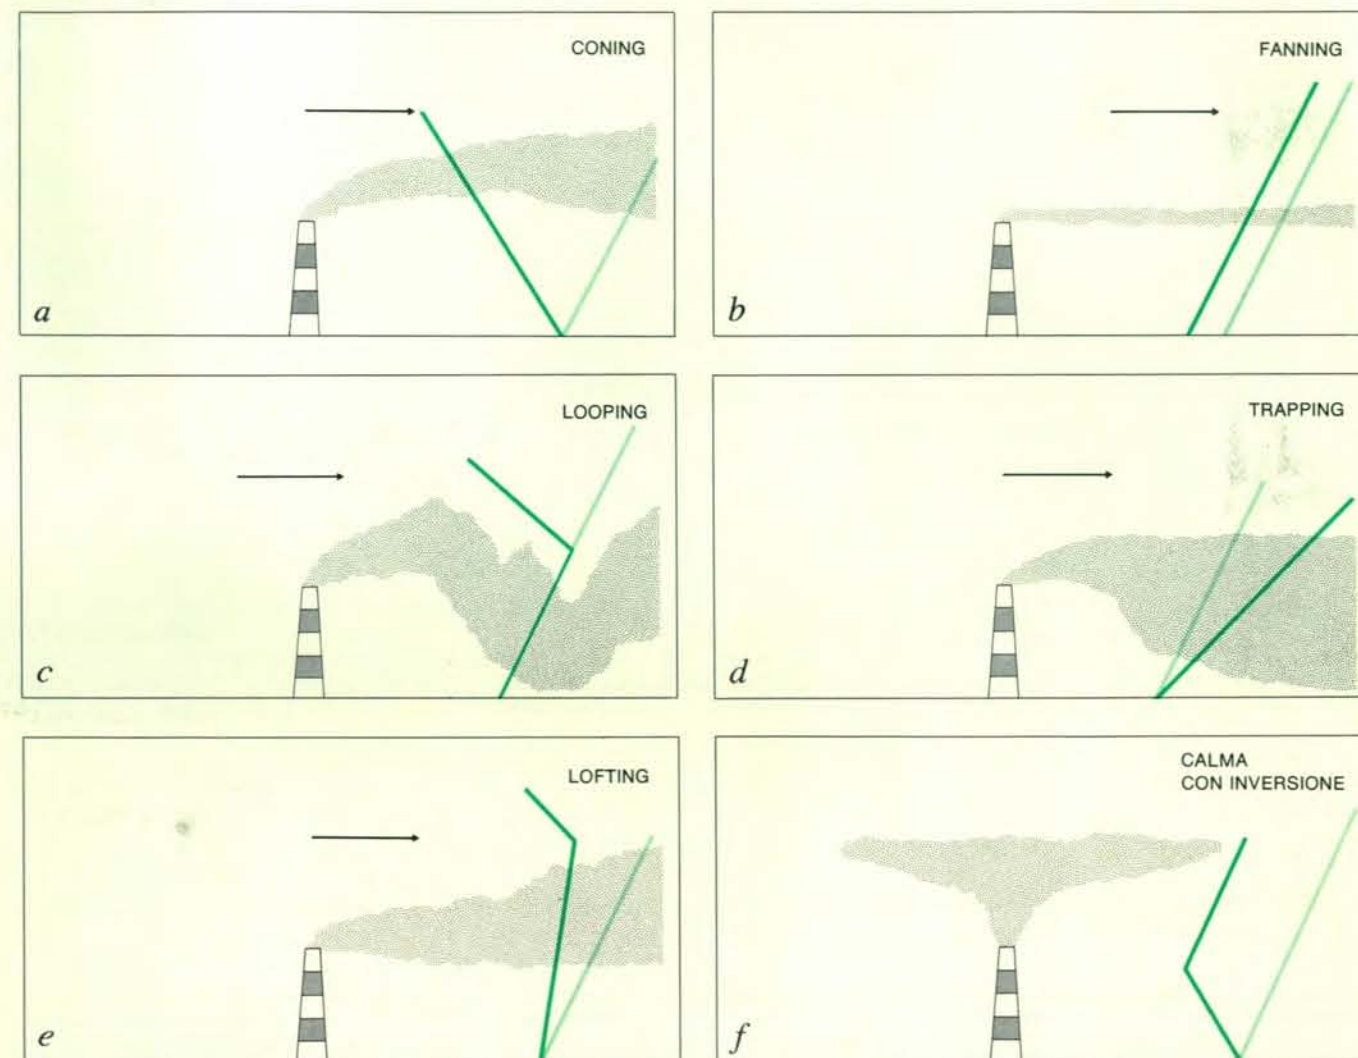 CONING
a
FANNING
b
LOOPING
c
TRAPPING
d
LOFTING
e
CALMA
CON INVERSIONE
f